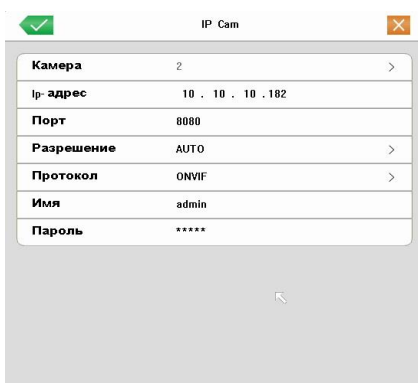 IP Cam
Камера 2
Ip-адрес 10 . 10 . 10 .182
Порт 8080
Разрешение AUTO
Протокол ONVIF
Имя admin
Пароль *****